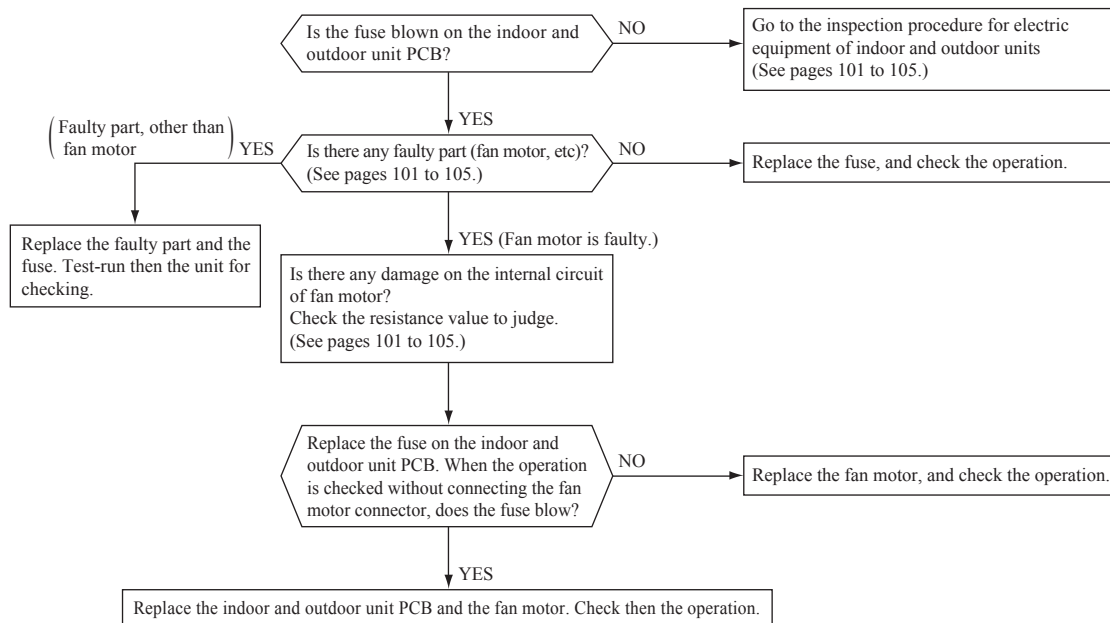 Is the fuse blown on the indoor and
outdoor unit PCB?
NO
Go to the inspection procedure for electric
equipment of indoor and outdoor units
(See pages 101 to 105.)
YES
(Faulty part, other than
fan motor)
YES
Is there any faulty part (fan motor, etc)?
(See pages 101 to 105.)
NO
Replace the fuse, and check the operation.
Replace the faulty part and the
fuse. Test-run then the unit for
checking.
YES (Fan motor is faulty.)
Is there any damage on the internal circuit
of fan motor?
Check the resistance value to judge.
(See pages 101 to 105.)
Replace the fuse on the indoor and
outdoor unit PCB. When the operation
is checked without connecting the fan
motor connector, does the fuse blow?
NO
Replace the fan motor, and check the operation.
YES
Replace the indoor and outdoor unit PCB and the fan motor. Check then the operation.